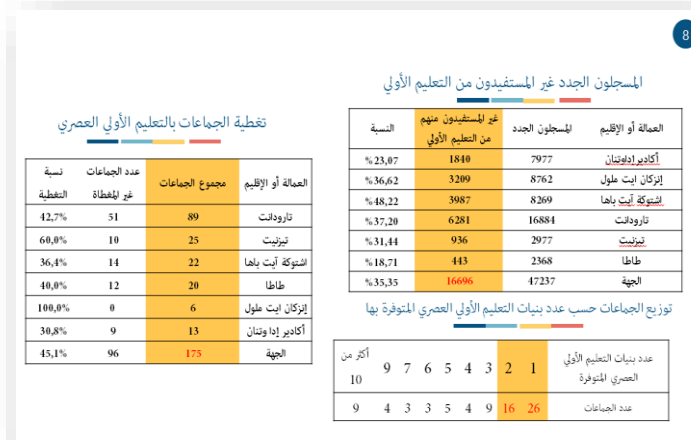 8
المسجلون الجدد غير المستفيدون من التعليم الأولي
العمالة أو الإقليم المسجلون الجدد غير المستفيدون منهم من التعليم الأولي النسبة
أكادير إداوتنان 7977 1840 %23,07
إنزكان ايت ملول 8762 3209 %36,62
اشتوكة آيت باها 8269 3987 %48,22
تارودانت 16884 6281 %37,20
تيزنيت 2977 936 %31,44
طاطا 2368 443 %18,71
الجهة 47237 16696 %35,35
توزيع الجماعات حسب عدد بنيات التعليم الأولي العصري المتوفرة بها
عدد بنيات التعليم الأولي العصري المتوفرة 1 2 3 4 5 6 7 9 أكثر من 10
عدد الجماعات 26 16 9 4 5 3 3 4 9
تغطية الجماعات بالتعليم الأولي العصري
العمالة أو الإقليم مجموع الجماعات عدد الجماعات غير المغطاة نسبة التغطية
تارودانت 89 51 42,7%
تيزنيت 25 10 60,0%
اشتوكة آيت باها 22 14 36,4%
طاطا 20 12 40,0%
إنزكان ايت ملول 6 0 100,0%
أكادير إدا وتنان 13 9 30,8%
الجهة 175 96 45,1%